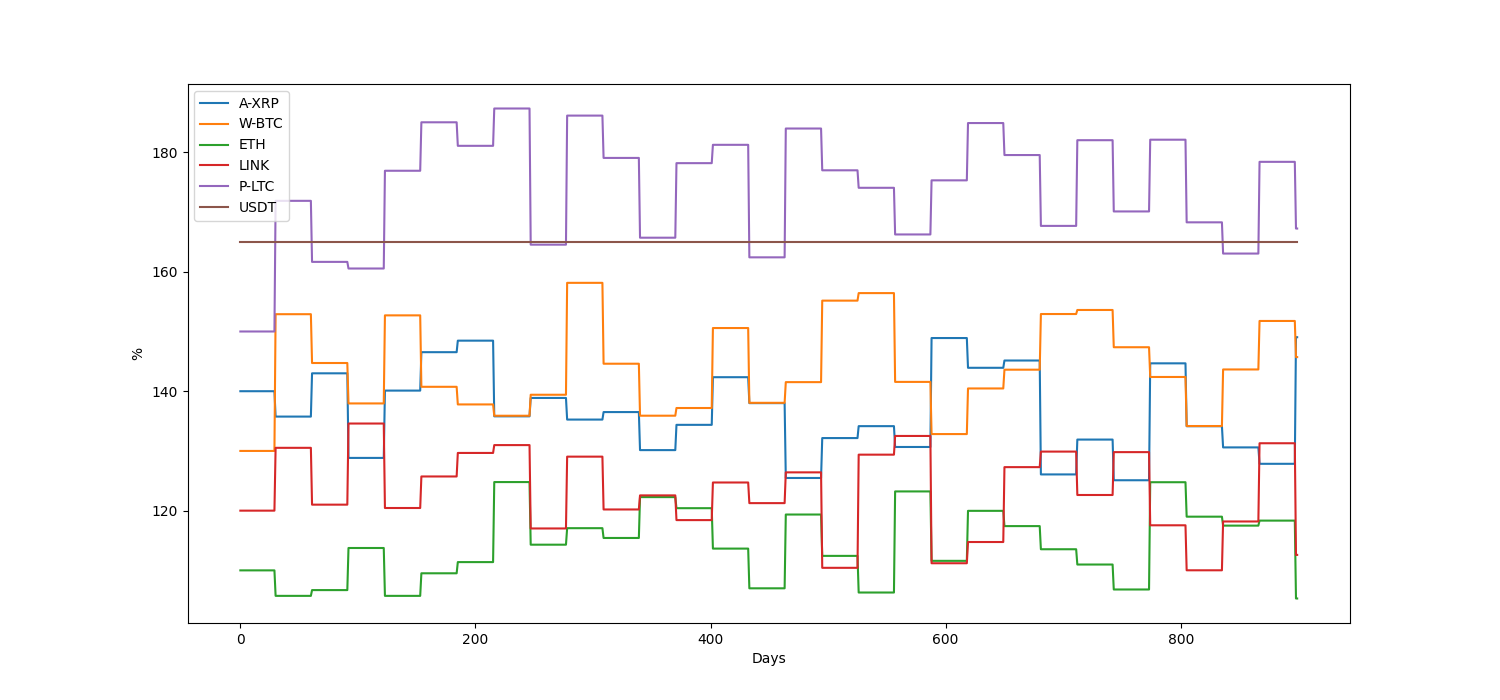 A-XRP
W-BTC
ETH
LINK
P-LTC
USDT
180
160
140
120
%
0 200 400 600 800
Days